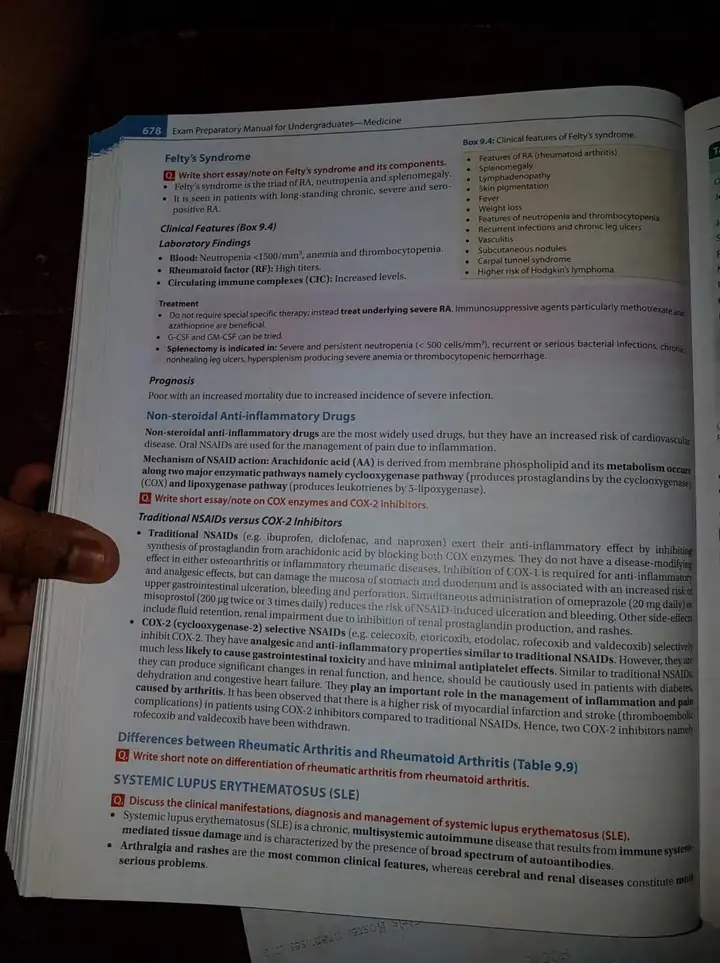 678 Exam Preparatory Manual for Undergraduates—Medicine
Felty's Syndrome
Q. Write short essay/note on Felty's syndrome and its components.
• Felty's syndrome is the triad of RA, neutropenia and splenomegaly.
• It is seen in patients with long-standing chronic, severe and sero-
positive RA.
Clinical Features (Box 9.4)
Laboratory Findings
• Blood: Neutropenia <1500/mm³, anemia and thrombocytopenia.
• Rheumatoid factor (RF): High titers.
• Circulating immune complexes (CIC): Increased levels.
Box 9.4: Clinical features of Felty's syndrome.
• Features of RA (rheumatoid arthritis)
• Splenomegaly
• Lymphadenopathy
• Skin pigmentation
• Fever
• Weight loss
• Features of neutropenia and thrombocytopenia
• Recurrent infections and chronic leg ulcers
• Vasculitis
• Subcutaneous nodules
• Carpal tunnel syndrome
• Higher risk of Hodgkin's lymphoma
Treatment
• Do not require special specific therapy; instead treat underlying severe RA. Immunosuppressive agents particularly methotrexate and
azathioprine are beneficial.
• G-CSF and GM-CSF can be tried.
• Splenectomy is indicated in: Severe and persistent neutropenia (< 500 cells/mm³), recurrent or serious bacterial infections, chronic
nonhealing leg ulcers, hypersplenism producing severe anemia or thrombocytopenic hemorrhage.
Prognosis
Poor with an increased mortality due to increased incidence of severe infection.
Non-steroidal Anti-inflammatory Drugs
Non-steroidal anti-inflammatory drugs are the most widely used drugs, but they have an increased risk of cardiovascular
disease. Oral NSAIDs are used for the management of pain due to inflammation.
Mechanism of NSAID action: Arachidonic acid (AA) is derived from membrane phospholipid and its metabolism occurs
along two major enzymatic pathways namely cyclooxygenase pathway (produces prostaglandins by the cyclooxygenase)
(COX) and lipoxygenase pathway (produces leukotrienes by 5-lipoxygenase).
Q. Write short essay/note on COX enzymes and COX-2 inhibitors.
Traditional NSAIDs versus COX-2 Inhibitors
• Traditional NSAIDs (e.g. ibuprofen, diclofenac, and naproxen) exert their anti-inflammatory effect by inhibiting
synthesis of prostaglandin from arachidonic acid by blocking both COX enzymes. They do not have a disease-modifying
effect in either osteoarthritis or inflammatory rheumatic diseases. Inhibition of COX-1 is required for anti-inflammatory
and analgesic effects, but can damage the mucosa of stomach and duodenum and is associated with an increased risk of
upper gastrointestinal ulceration, bleeding and perforation. Simultaneous administration of omeprazole (20 mg daily) or
misoprostol (200 µg twice or 3 times daily) reduces the risk of NSAID-induced ulceration and bleeding. Other side-effects
include fluid retention, renal impairment due to inhibition of renal prostaglandin production, and rashes.
• COX-2 (cyclooxygenase-2) selective NSAIDs (e.g. celecoxib, etoricoxib, etodolac, rofecoxib and valdecoxib) selectively
inhibit COX-2. They have analgesic and anti-inflammatory properties similar to traditional NSAIDs. However, they are
much less likely to cause gastrointestinal toxicity and have minimal antiplatelet effects. Similar to traditional NSAIDs,
they can produce significant changes in renal function, and hence, should be cautiously used in patients with diabetes,
dehydration and congestive heart failure. They play an important role in the management of inflammation and pain
caused by arthritis. It has been observed that there is a higher risk of myocardial infarction and stroke (thromboembolic
complications) in patients using COX-2 inhibitors compared to traditional NSAIDs. Hence, two COX-2 inhibitors namely
rofecoxib and valdecoxib have been withdrawn.
Differences between Rheumatic Arthritis and Rheumatoid Arthritis (Table 9.9)
Q. Write short note on differentiation of rheumatic arthritis from rheumatoid arthritis.
SYSTEMIC LUPUS ERYTHEMATOSUS (SLE)
Q. Discuss the clinical manifestations, diagnosis and management of systemic lupus erythematosus (SLE).
• Systemic lupus erythematosus (SLE) is a chronic, multisystemic autoimmune disease that results from immune system-
mediated tissue damage and is characterized by the presence of broad spectrum of autoantibodies.
• Arthralgia and rashes are the most common clinical features, whereas cerebral and renal diseases constitute most
serious problems.